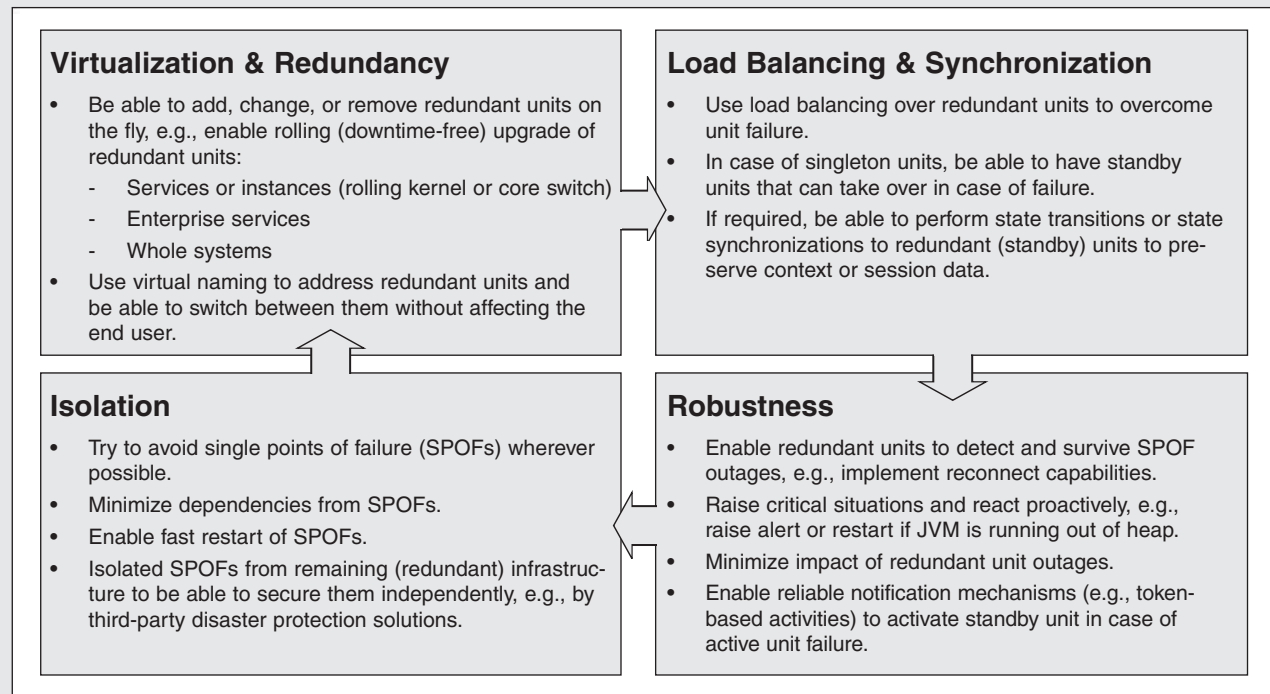 Virtualization & Redundancy
• Be able to add, change, or remove redundant units on
the fly, e.g., enable rolling (downtime-free) upgrade of
redundant units:
- Services or instances (rolling kernel or core switch)
- Enterprise services
- Whole systems
• Use virtual naming to address redundant units and
be able to switch between them without affecting the
end user.
Load Balancing & Synchronization
• Use load balancing over redundant units to overcome
unit failure.
• In case of singleton units, be able to have standby
units that can take over in case of failure.
• If required, be able to perform state transitions or state
synchronizations to redundant (standby) units to pre-
serve context or session data.
Isolation
• Try to avoid single points of failure (SPOFs) wherever
possible.
• Minimize dependencies from SPOFs.
• Enable fast restart of SPOFs.
• Isolated SPOFs from remaining (redundant) infrastruc-
ture to be able to secure them independently, e.g., by
third-party disaster protection solutions.
Robustness
• Enable redundant units to detect and survive SPOF
outages, e.g., implement reconnect capabilities.
• Raise critical situations and react proactively, e.g.,
raise alert or restart if JVM is running out of heap.
• Minimize impact of redundant unit outages.
• Enable reliable notification mechanisms (e.g., token-
based activities) to activate standby unit in case of
active unit failure.